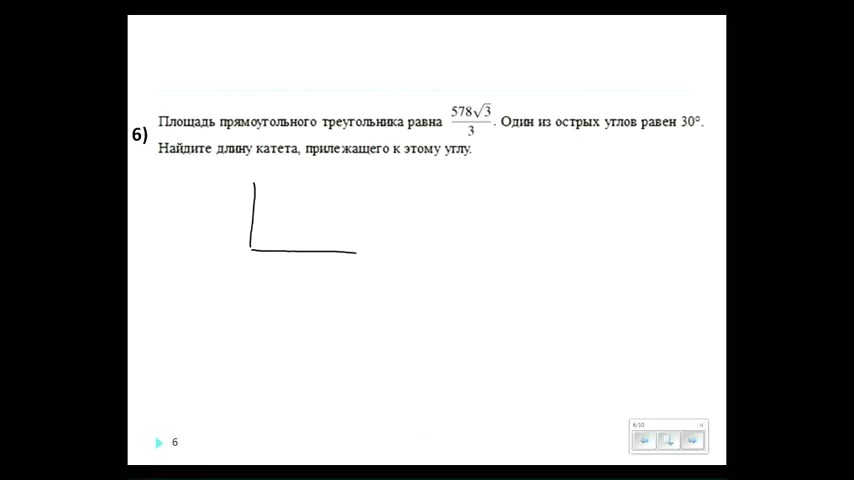 6) Площадь прямоугольного треугольника равна 578√3/3. Один из острых углов равен 30°.
Найдите длину катета, прилежащего к этому углу.
6
6/10